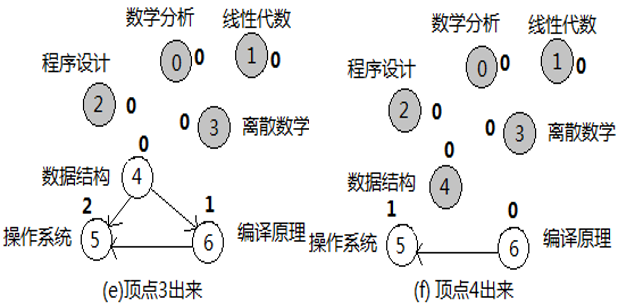 数学分析
线性代数
0 0
1 0
程序设计
2 0
0 3 离散数学
0
数据结构 4
2 1
操作系统 5 6 编译原理
(e)顶点3出来
数学分析
线性代数
0 0
1 0
程序设计
2 0
0 3 离散数学
0
数据结构 4
1 0
操作系统 5 6 编译原理
(f) 顶点4出来